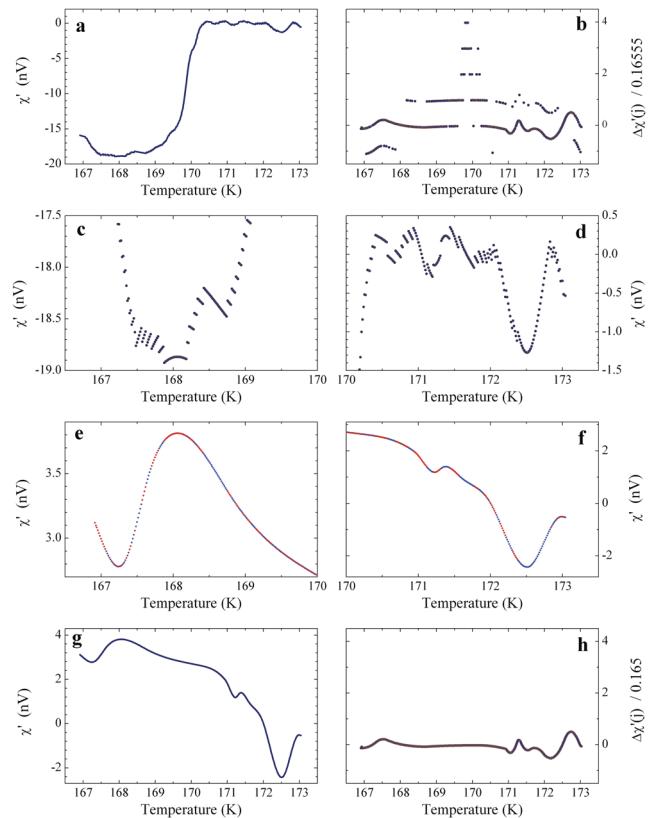 a
0
-5
-10
-15
-20
χ' (nV)
167 168 169 170 171 172 173
Temperature (K)
b
4
2
0
Δχ'(j) / 0.16555
167 168 169 170 171 172 173
Temperature (K)
c
-17.5
-18.0
-18.5
-19.0
χ' (nV)
167 168 169 170
Temperature (K)
d
0.5
0.0
-0.5
-1.0
-1.5
χ' (nV)
170 171 172 173
Temperature (K)
e
3.5
3.0
χ' (nV)
167 168 169 170
Temperature (K)
f
2
0
-2
χ' (nV)
170 171 172 173
Temperature (K)
g
4
2
0
-2
χ' (nV)
167 168 169 170 171 172 173
Temperature (K)
h
4
2
0
Δχ'(j) / 0.165
167 168 169 170 171 172 173
Temperature (K)